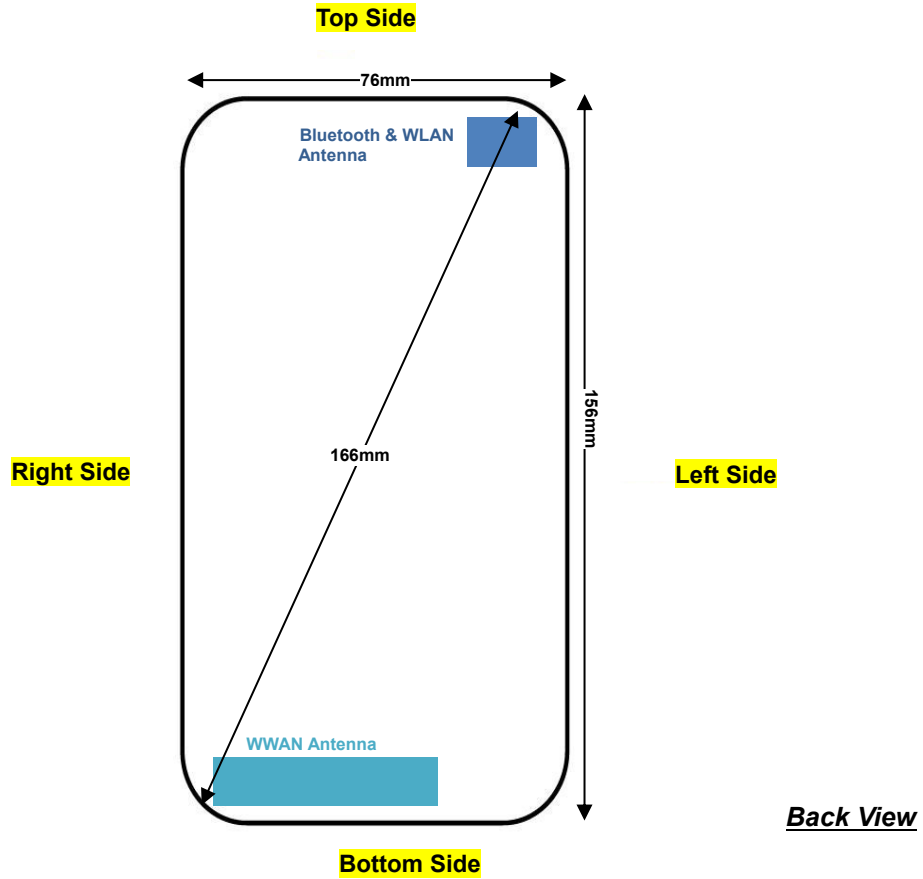 Top Side
76mm
Bluetooth & WLAN
Antenna
156mm
166mm
Right Side
Left Side
WWAN Antenna
Back View
Bottom Side